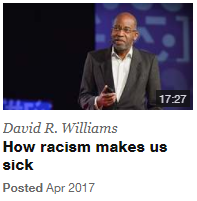 17:27
David R. Williams
How racism makes us
sick
Posted Apr 2017